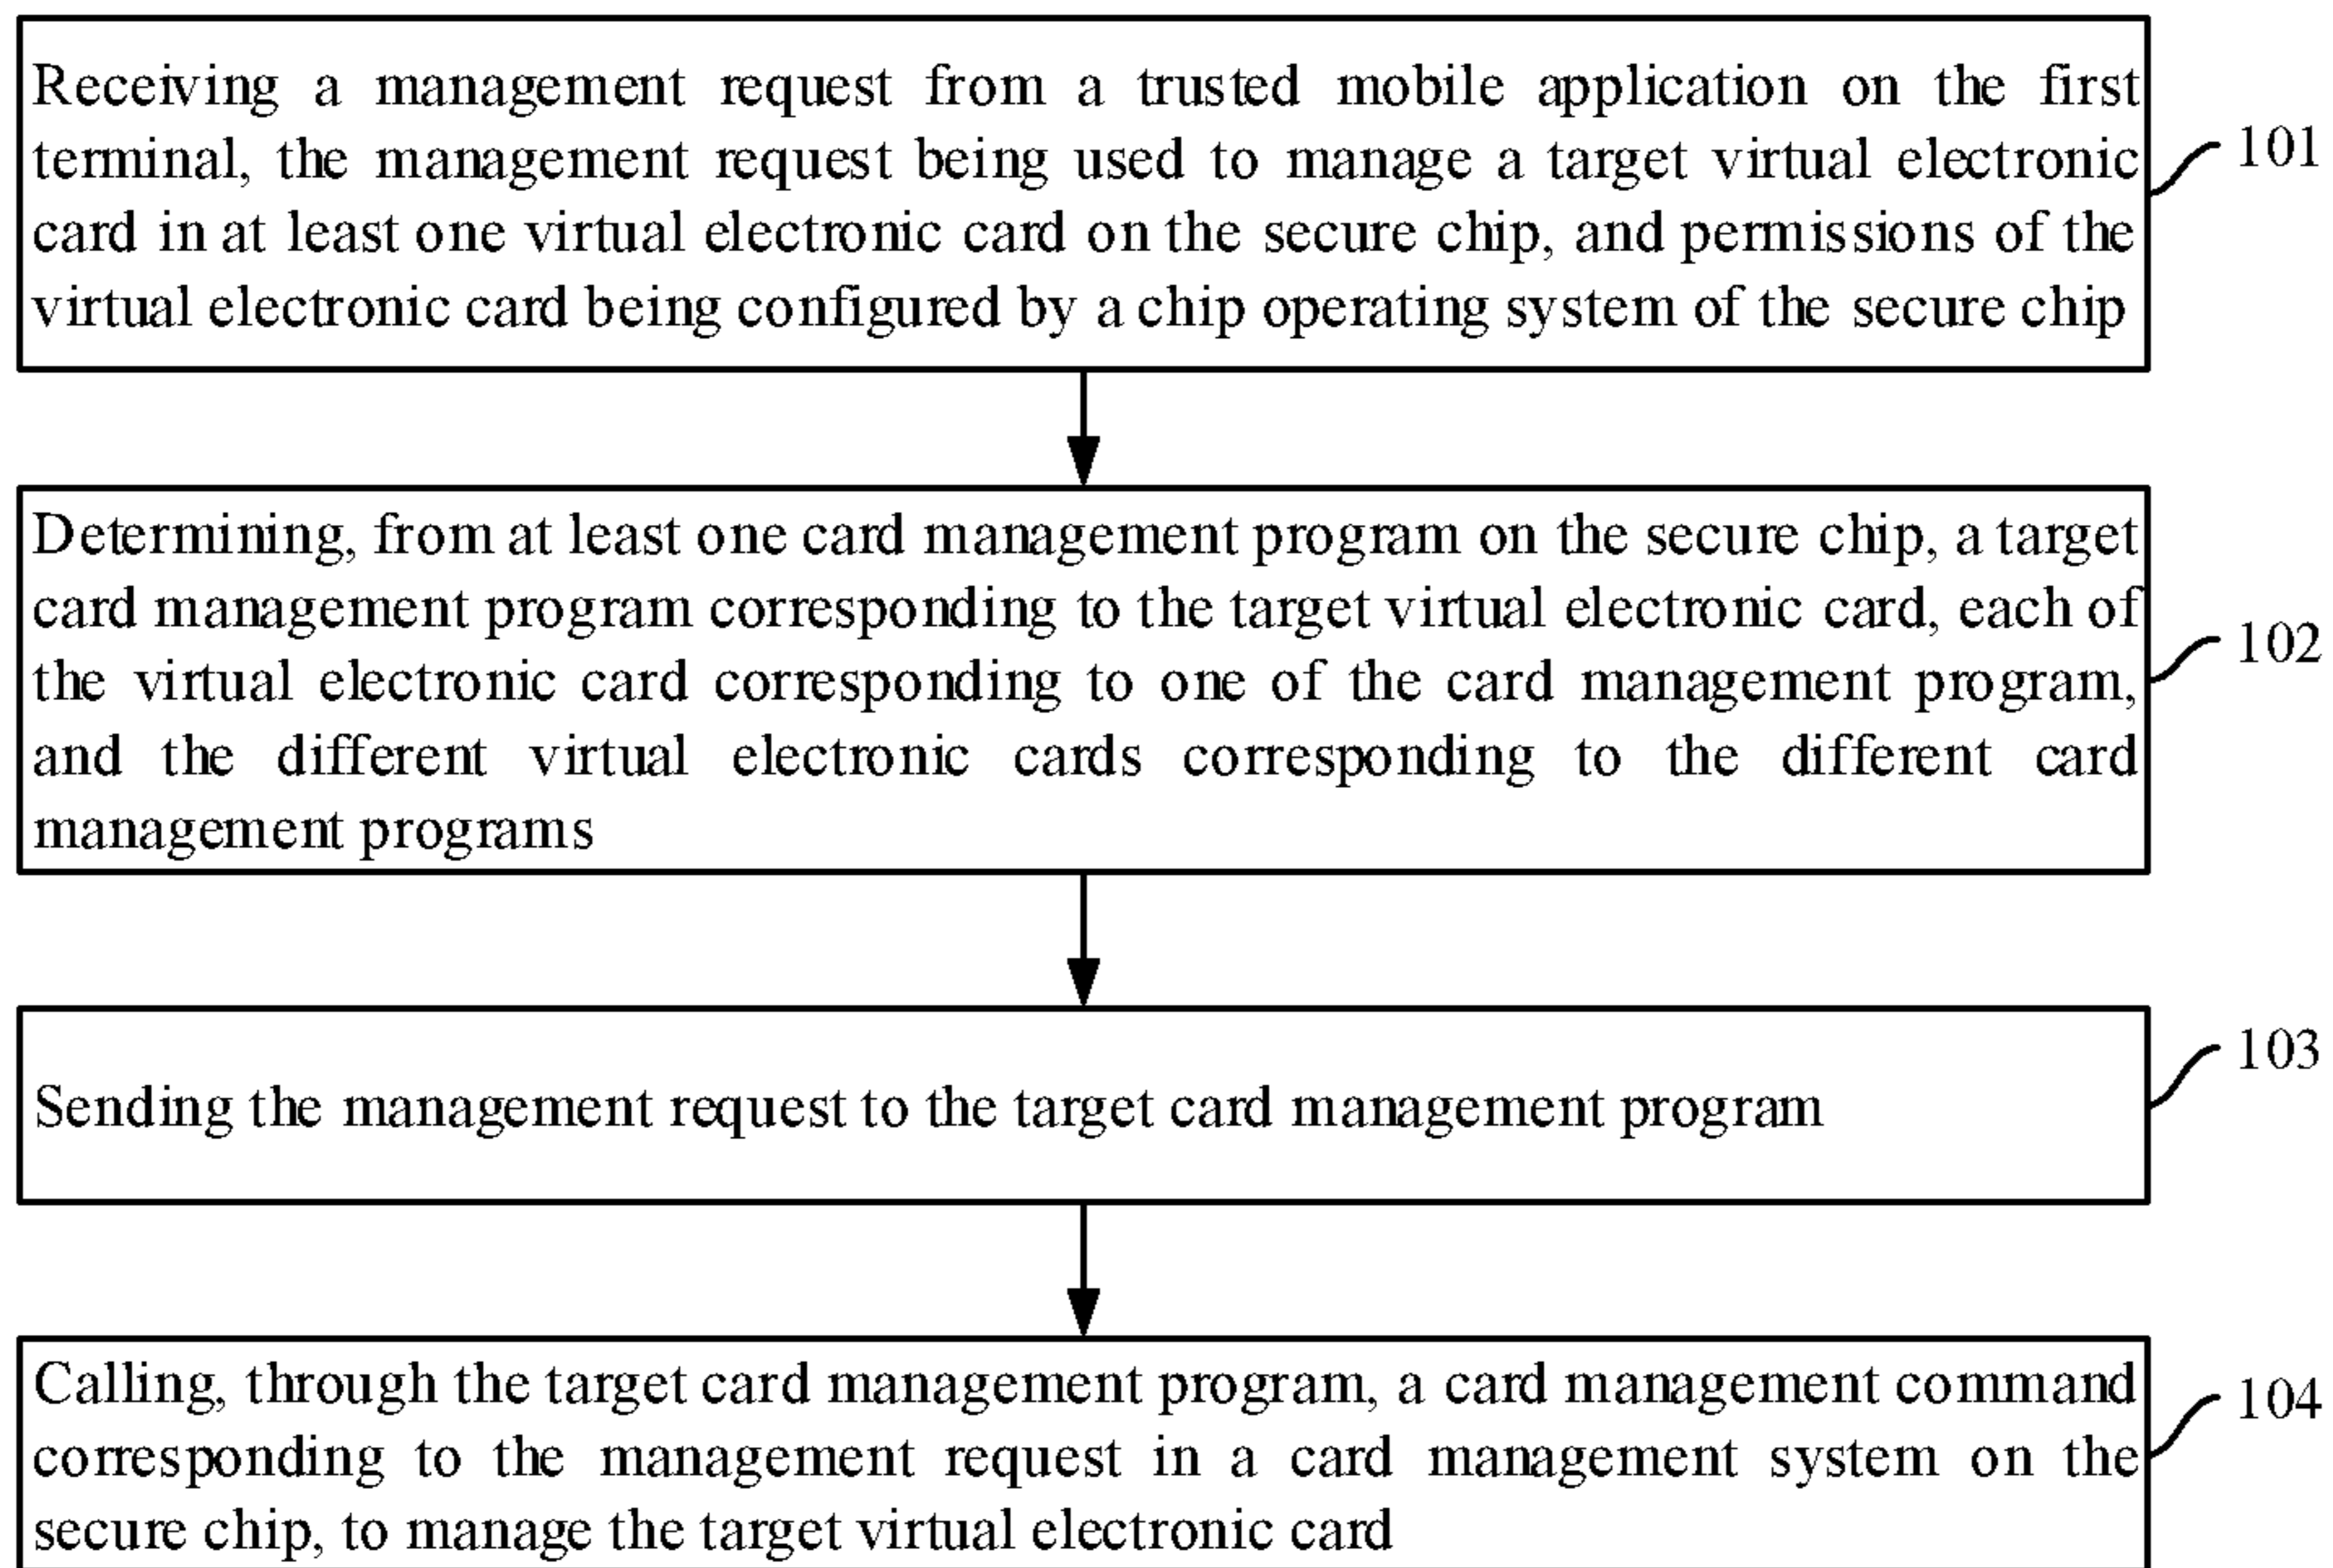 Receiving a management request from a trusted mobile application on the first
terminal, the management request being used to manage a target virtual electronic
card in at least one virtual electronic card on the secure chip, and permissions of the
virtual electronic card being configured by a chip operating system of the secure chip
101
Determining, from at least one card management program on the secure chip, a target
card management program corresponding to the target virtual electronic card, each of
the virtual electronic card corresponding to one of the card management program,
and the different virtual electronic cards corresponding to the different card
management programs
102
Sending the management request to the target card management program
103
Calling, through the target card management program, a card management command
corresponding to the management request in a card management system on the
secure chip, to manage the target virtual electronic card
104